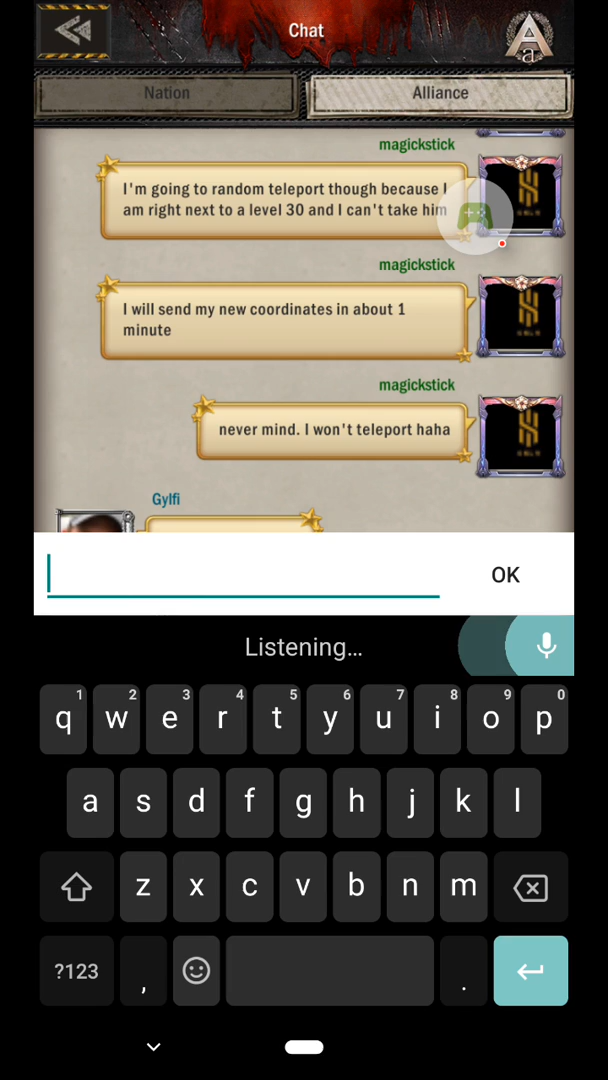 Chat
A
a
Nation
Alliance
magickstick
I'm going to random teleport though because I
am right next to a level 30 and I can't take him
magickstick
I will send my new coordinates in about 1
minute
magickstick
never mind. I won't teleport haha
Gylfi
OK
Listening...
1 2 3 4 5 6 7 8 9 0
q w e r t y u i o p
a s d f g h j k l
z x c v b n m
?123 , .